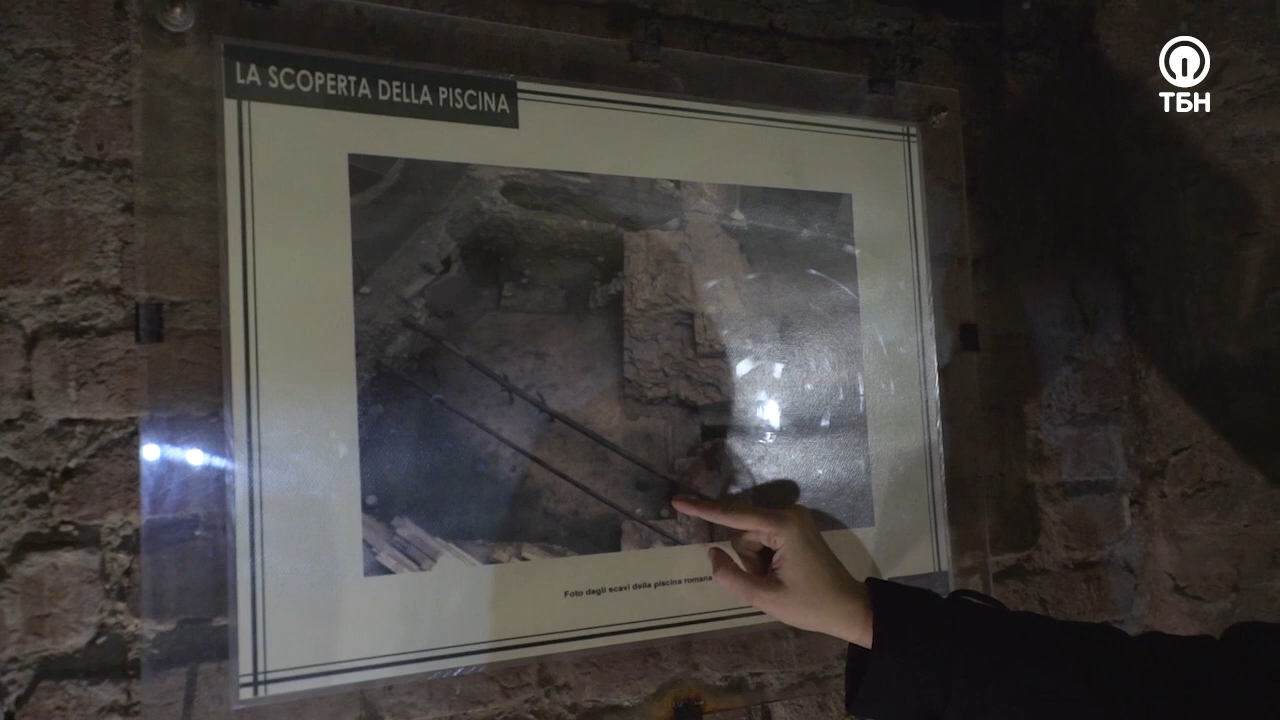 LA SCOPERTA DELLA PISCINA
ТБН
Foto degli scavi della piscina romana